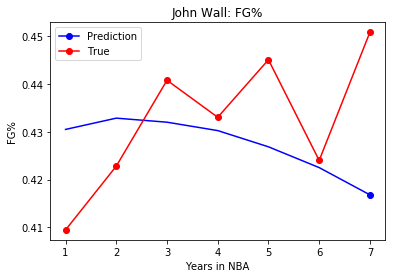 John Wall: FG%
Prediction
True
0.45
0.44
0.43
0.42
0.41
FG%
1 2 3 4 5 6 7
Years in NBA